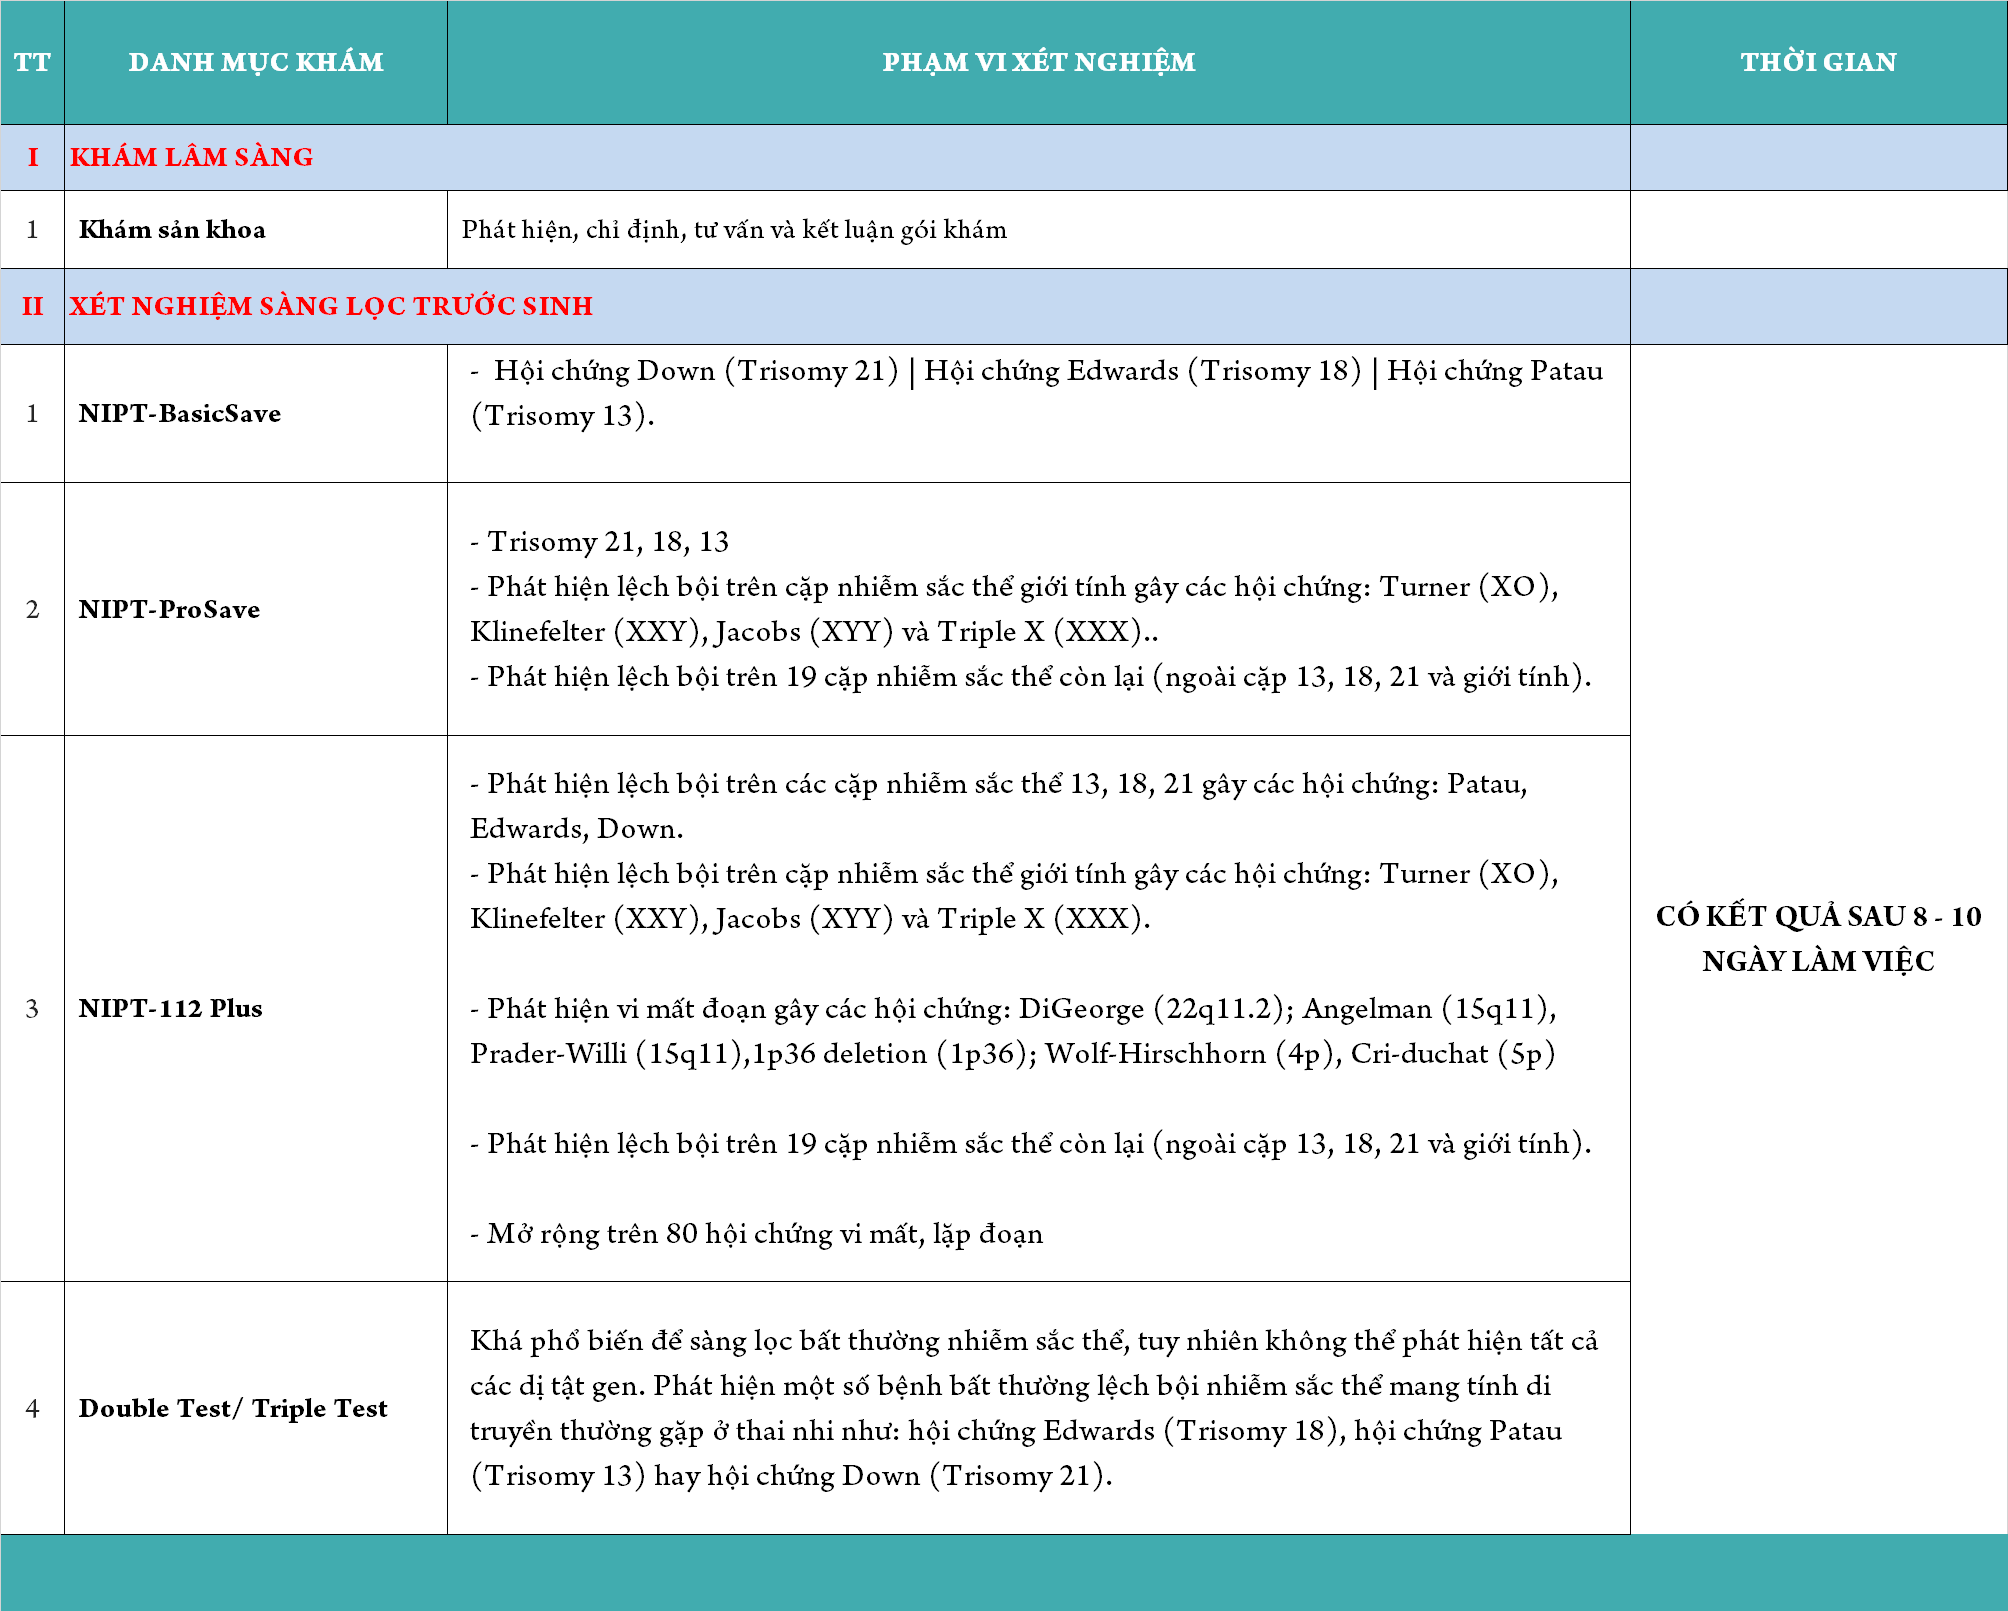 TT DANH MỤC KHÁM PHẠM VI XÉT NGHIỆM THỜI GIAN
I KHÁM LÂM SÀNG
1 Khám sản khoa Phát hiện, chỉ định, tư vấn và kết luận gói khám
II XÉT NGHIỆM SÀNG LỌC TRƯỚC SINH
1 NIPT-BasicSave
- Hội chứng Down (Trisomy 21) | Hội chứng Edwards (Trisomy 18) | Hội chứng Patau
(Trisomy 13).
2 NIPT-ProSave
- Trisomy 21, 18, 13
- Phát hiện lệch bội trên cặp nhiễm sắc thể giới tính gây các hội chứng: Turner (XO),
Klinefelter (XXY), Jacobs (XYY) và Triple X (XXX)..
- Phát hiện lệch bội trên 19 cặp nhiễm sắc thể còn lại (ngoài cặp 13, 18, 21 và giới tính).
3 NIPT-112 Plus
- Phát hiện lệch bội trên các cặp nhiễm sắc thể 13, 18, 21 gây các hội chứng: Patau,
Edwards, Down.
- Phát hiện lệch bội trên cặp nhiễm sắc thể giới tính gây các hội chứng: Turner (XO),
Klinefelter (XXY), Jacobs (XYY) và Triple X (XXX).
- Phát hiện vi mất đoạn gây các hội chứng: DiGeorge (22q11.2); Angelman (15q11),
Prader-Willi (15q11),1p36 deletion (1p36); Wolf-Hirschhorn (4p), Cri-duchat (5p)
- Phát hiện lệch bội trên 19 cặp nhiễm sắc thể còn lại (ngoài cặp 13, 18, 21 và giới tính).
- Mở rộng trên 80 hội chứng vi mất, lặp đoạn
4 Double Test/ Triple Test
Khá phổ biến để sàng lọc bất thường nhiễm sắc thể, tuy nhiên không thể phát hiện tất cả
các dị tật gen. Phát hiện một số bệnh bất thường lệch bội nhiễm sắc thể mang tính di
truyền thường gặp ở thai nhi như: hội chứng Edwards (Trisomy 18), hội chứng Patau
(Trisomy 13) hay hội chứng Down (Trisomy 21).
CÓ KẾT QUẢ SAU 8 - 10
NGÀY LÀM VIỆC